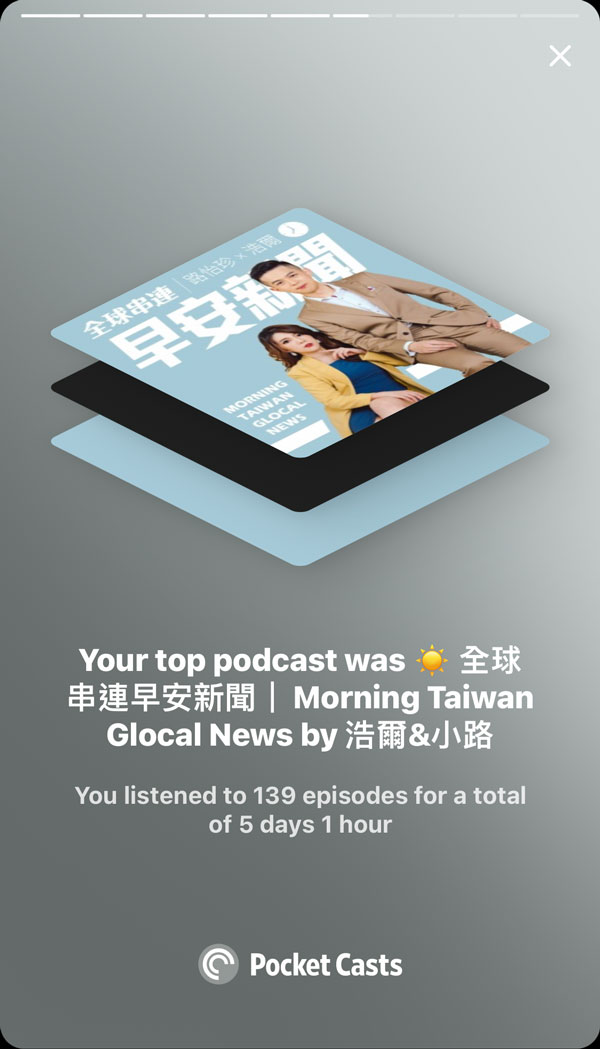 全球串連｜路怡珍×浩爾
早安新聞
MORNING
TAIWAN
GLOCAL
NEWS
Your top podcast was ☀️ 全球
串連早安新聞｜ Morning Taiwan
Glocal News by 浩爾&小路
You listened to 139 episodes for a total
of 5 days 1 hour
Pocket Casts